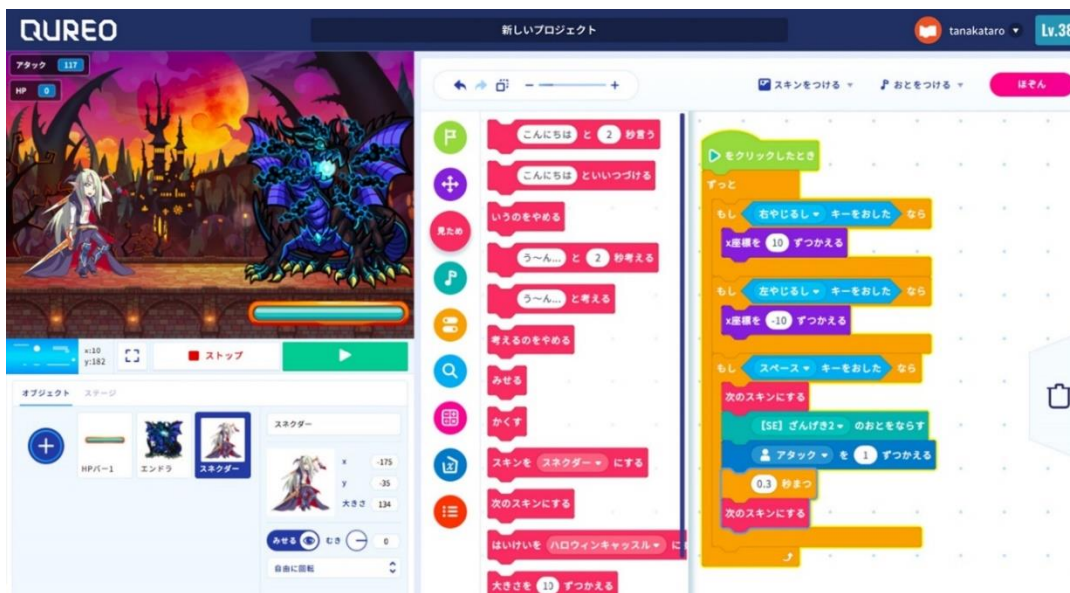 QUREO
新しいプロジェクト
tanakataro
Lv.38
アタック 117
HP 0
スキンをつける
おとをつける
ほぞん
x:10
y:182
ストップ
オブジェクト ステージ
HPバー1
エンドラ
スネクダー
スネクダー
x -175
y -35
大きさ 134
みせる
むき 0
自由に回転
見ため
こんにちは と 2 秒言う
こんにちは といいつづける
いうのをやめる
う〜ん... と 2 秒考える
う〜ん... と考える
考えるのをやめる
みせる
かくす
スキンを スネクダー にする
次のスキンにする
はいけいを ハロウィンキャッスル に
大きさを 10 ずつかえる
をクリックしたとき
ずっと
もし 右やじるし キーをおした なら
x座標を 10 ずつかえる
もし 左やじるし キーをおした なら
x座標を -10 ずつかえる
もし スペース キーをおした なら
次のスキンにする
[SE] ざんげき2 のおとをならす
アタック を 1 ずつかえる
0.3 秒まつ
次のスキンにする